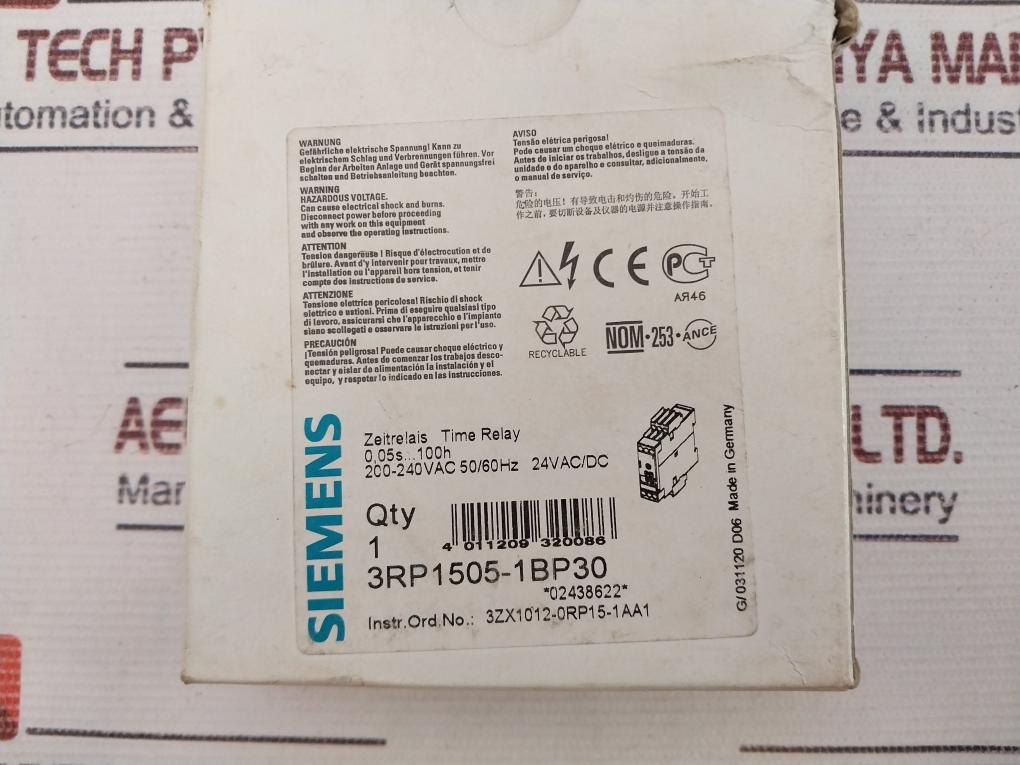 TECH P
YA MA
tomation &
e & Indus
WARNUNG
Gefährliche elektrische Spannung! Kann zu
elektrischem Schlag und Verbrennungen führen. Vor
Beginn der Arbeiten Anlage und Gerät spannungsfrei
schalten und Betriebsanleitung beachten.
WARNING
HAZARDOUS VOLTAGE.
Can cause electrical shock and burns.
Disconnect power before proceeding
with any work on this equipment
and observe the operating instructions.
ATTENTION
Tension dangereuse ! Risque d'électrocution et de
brûlure. Avant d'y intervenir pour travaux, mettre
l'installation ou l'appareil hors tension, et tenir
compte des instructions de service.
ATTENZIONE
Tensione elettrica pericolosa! Rischio di shock
elettrico e ustioni. Prima di eseguire qualsiasi tipo
di lavoro, assicurarsi che l'apparecchio e l'impianto
siano scollegati e osservare le istruzioni per l'uso.
PRECAUCIÓN
¡Tensión peligrosa! Puede causar choque eléctrico y
quemaduras. Antes de comenzar los trabajos desco-
nectar y aislar de alimentación la instalación y el
equipo, y respetar lo indicado en las instrucciones.
AVISO
Tensão elétrica perigosa!
Pode causar um choque elétrico e queimaduras.
Antes de iniciar os trabalhos, desligue a tensão da
unidade e do aparelho e consultar, adicionalmente,
o manual de serviço.
警告:
危险的电压! 有导致电击和灼伤的危险。开始工
作之前, 要切断设备及仪器的电源并注意操作指南。
CE
РСТ
АЯ46
RECYCLABLE
NOM·253·ANCE
SIEMENS
Zeitrelais Time Relay
0,05s...100h
200-240VAC 50/60Hz 24VAC/DC
Qty
1
4 011209 320086
3RP1505-1BP30
*02438622*
Instr.Ord.No.: 3ZX1012-0RP15-1AA1
G/031120 D06 Made in Germany
AE
LTD.
Mar
hinery